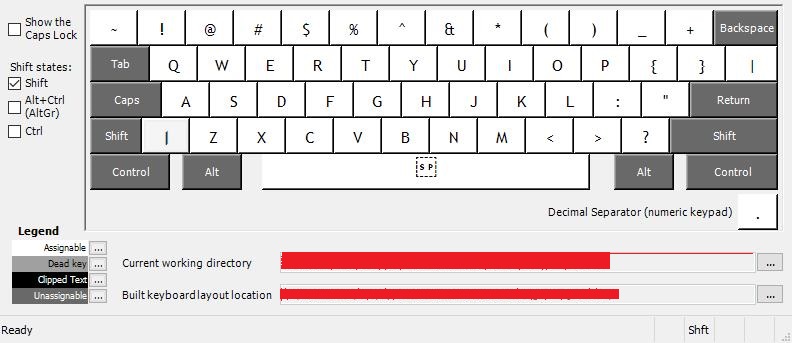 Show the
Caps Lock
Shift states:
Shift
Alt+Ctrl
(AltGr)
Ctrl
~ ! @ # $ % ^ & * ( ) _ + Backspace
Tab Q W E R T Y U I O P { } |
Caps A S D F G H J K L : " Return
Shift | Z X C V B N M < > ? Shift
Control Alt SP Alt Control
Decimal Separator (numeric keypad) .
Legend
Assignable ...
Dead key ...
Clipped Text ...
Unassignable ...
Current working directory ...
Built keyboard layout location ...
Ready Shft